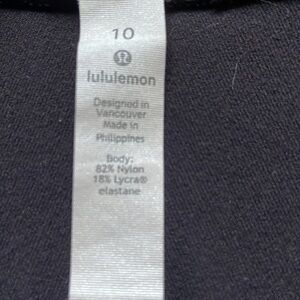 10
lululemon
Designed in
Vancouver
Made in
Philippines
Body:
82% Nylon
18% Lycra®
elastane